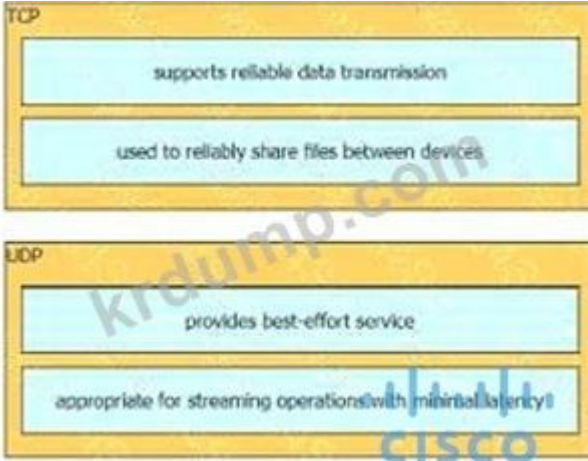 TCP
supports reliable data transmission
used to reliably share files between devices
krdump.com
UDP
provides best-effort service
appropriate for streaming operations with minimal latency
CISCO